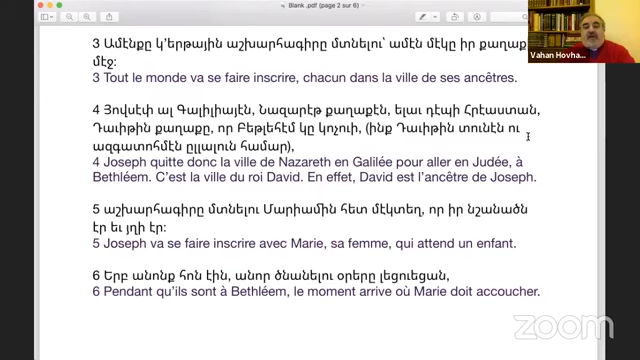 Blank .pdf (page 2 sur 6)
Vahan Hovha...
3 Ամէնքը կ՚երթային աշխարհագիրը մտնելու՝ ամէն մէկը իր քաղաքը
մէջ:
3 Tout le monde va se faire inscrire, chacun dans la ville de ses ancêtres.
4 Յովսէփ ալ Գալիլիայէն, Նազարէթ քաղաքէն, ելաւ դէպի Հրէաստան,
Դաւիթին քաղաքը, որ Բեթլեհէմ կը կոչուի, (ինք Դաւիթին տունէն ու
ազգատոհմէն ըլլալուն համար),
4 Joseph quitte donc la ville de Nazareth en Galilée pour aller en Judée, à
Bethléem. C'est la ville du roi David. En effet, David est l'ancêtre de Joseph.
5 աշխարհագիրը մտնելու Մարիամին հետ մէկտեղ, որ իր նշանածն
էր եւ յղի էր:
5 Joseph va se faire inscrire avec Marie, sa femme, qui attend un enfant.
6 Երբ անոնք հոն էին, անոր ծնանելու օրերը լեցուեցան,
6 Pendant qu'ils sont à Bethléem, le moment arrive où Marie doit accoucher.
zoom